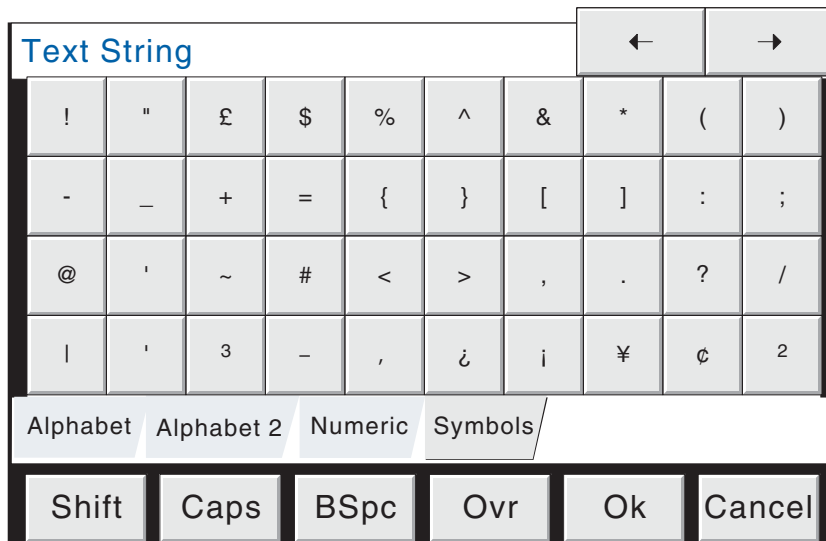 Text String ← →
! " £ $ % ^ & * ( )
- _ + = { } [ ] : ;
@ ' ~ # < > , . ? /
| ' 3 – , ¿ ¡ ¥ ¢ 2
Alphabet Alphabet 2 Numeric Symbols
Shift Caps BSpc Ovr Ok Cancel